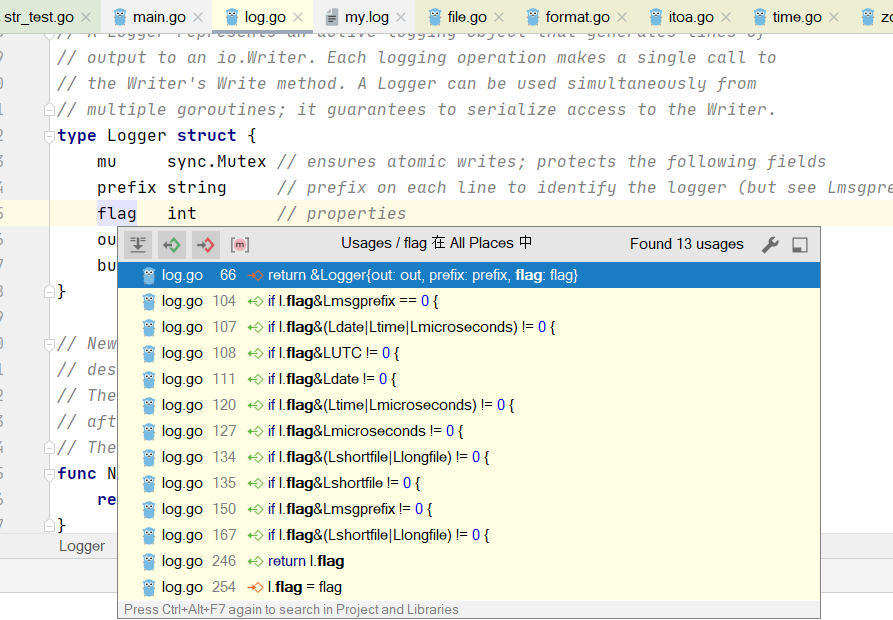 str_test.go main.go log.go my.log file.go format.go itoa.go time.go
// A Logger represents an active logging object that generates lines of
// output to an io.Writer. Each logging operation makes a single call to
// the Writer's Write method. A Logger can be used simultaneously from
// multiple goroutines; it guarantees to serialize access to the Writer.
type Logger struct {
mu sync.Mutex // ensures atomic writes; protects the following fields
prefix string // prefix on each line to identify the logger (but see Lmsgpre
flag int // properties
ou
bu
}
// New
// des
// The
// aft
// The
func N
re
}
Logger
Usages / flag 在 All Places 中 Found 13 usages
log.go 66 return &Logger{out: out, prefix: prefix, flag: flag}
log.go 104 if l.flag&Lmsgprefix == 0 {
log.go 107 if l.flag&(Ldate|Ltime|Lmicroseconds) != 0 {
log.go 108 if l.flag&LUTC != 0 {
log.go 111 if l.flag&Ldate != 0 {
log.go 120 if l.flag&(Ltime|Lmicroseconds) != 0 {
log.go 127 if l.flag&Lmicroseconds != 0 {
log.go 134 if l.flag&(Lshortfile|Llongfile) != 0 {
log.go 135 if l.flag&Lshortfile != 0 {
log.go 150 if l.flag&Lmsgprefix != 0 {
log.go 167 if l.flag&(Lshortfile|Llongfile) != 0 {
log.go 246 return l.flag
log.go 254 l.flag = flag
Press Ctrl+Alt+F7 again to search in Project and Libraries